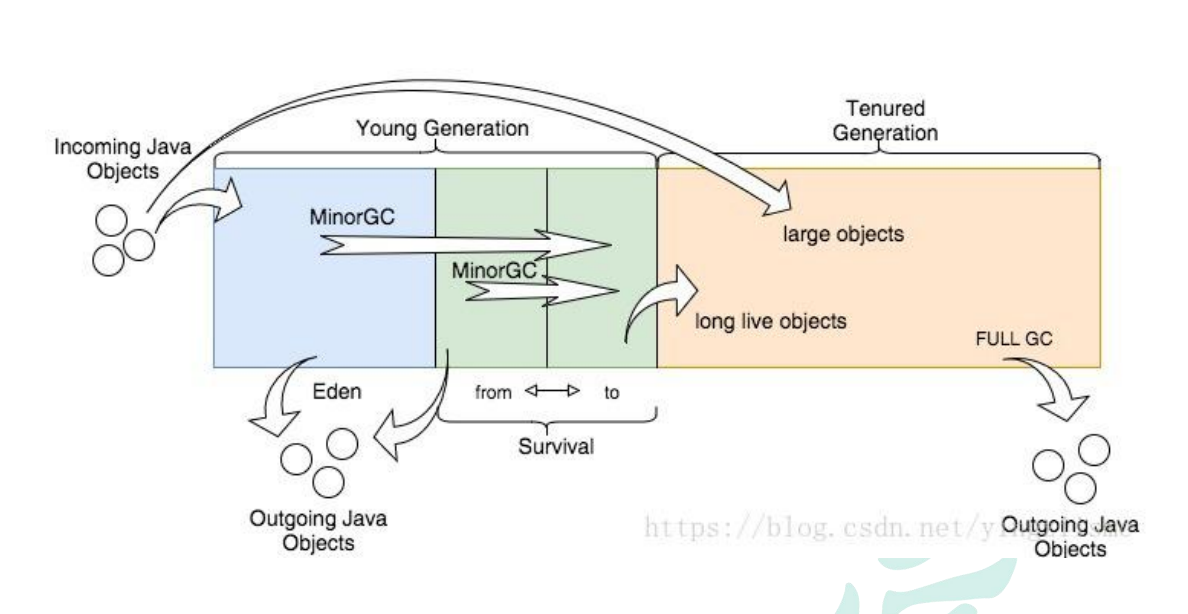 Tenured
Generation
Young Generation
Incoming Java
Objects
MinorGC
large objects
MinorGC
long live objects
FULL GC
Eden
from
to
Survival
Outgoing Java
Objects
https://blog.csdn.net/
Outgoing Java
Objects